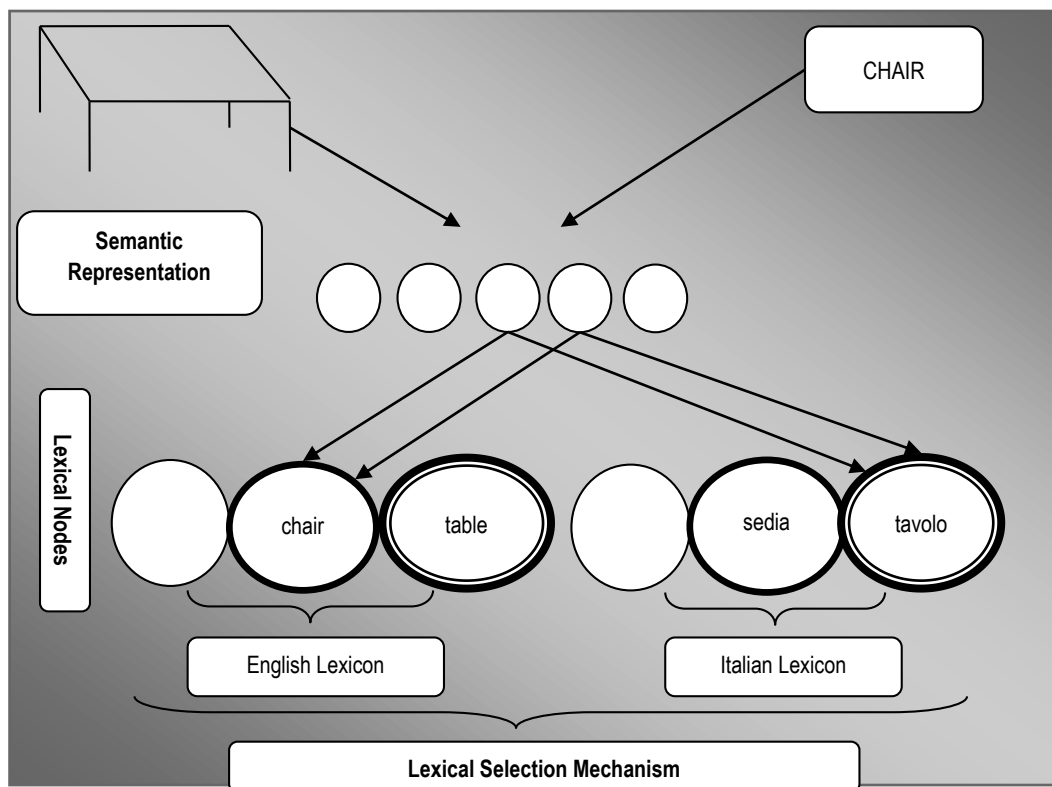 CHAIR
Semantic
Representation
Lexical Nodes
chair
table
sedia
tavolo
English Lexicon
Italian Lexicon
Lexical Selection Mechanism